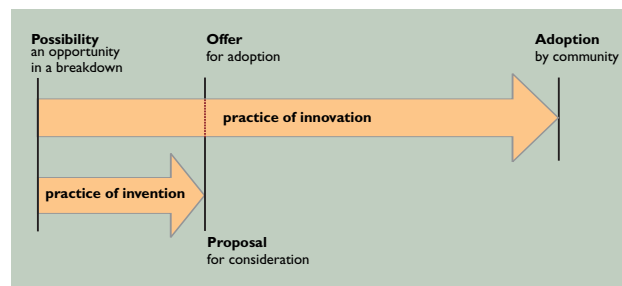 Possibility
an opportunity
in a breakdown
Offer
for adoption
Adoption
by community
practice of innovation
practice of invention
Proposal
for consideration